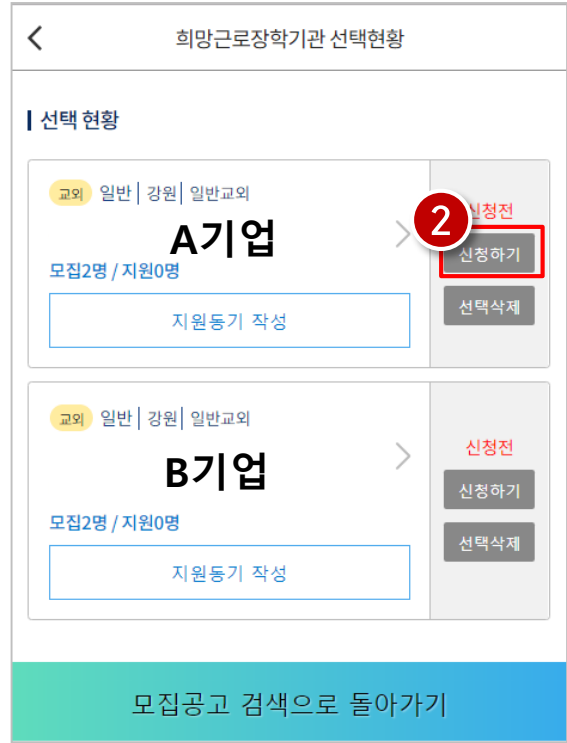 희망근로장학기관 선택현황
선택 현황
교외 일반 | 강원 | 일반교외
A기업
모집2명 / 지원0명
지원동기 작성
2
신청전
신청하기
선택삭제
교외 일반 | 강원 | 일반교외
B기업
모집2명 / 지원0명
지원동기 작성
신청전
신청하기
선택삭제
모집공고 검색으로 돌아가기